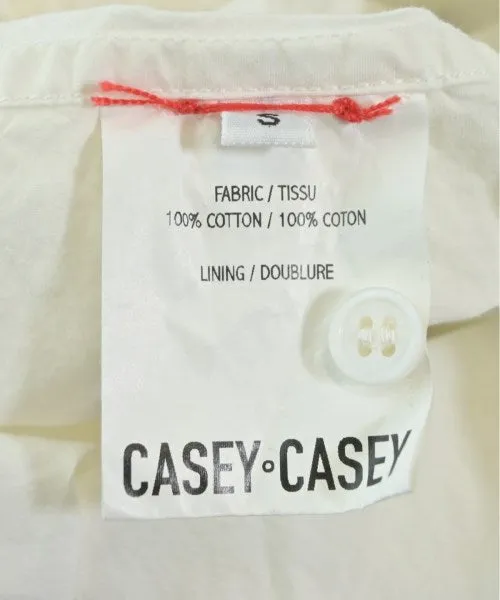 S
FABRIC / TISSU
100% COTTON / 100% COTON
LINING / DOUBLURE
CASEY°CASEY